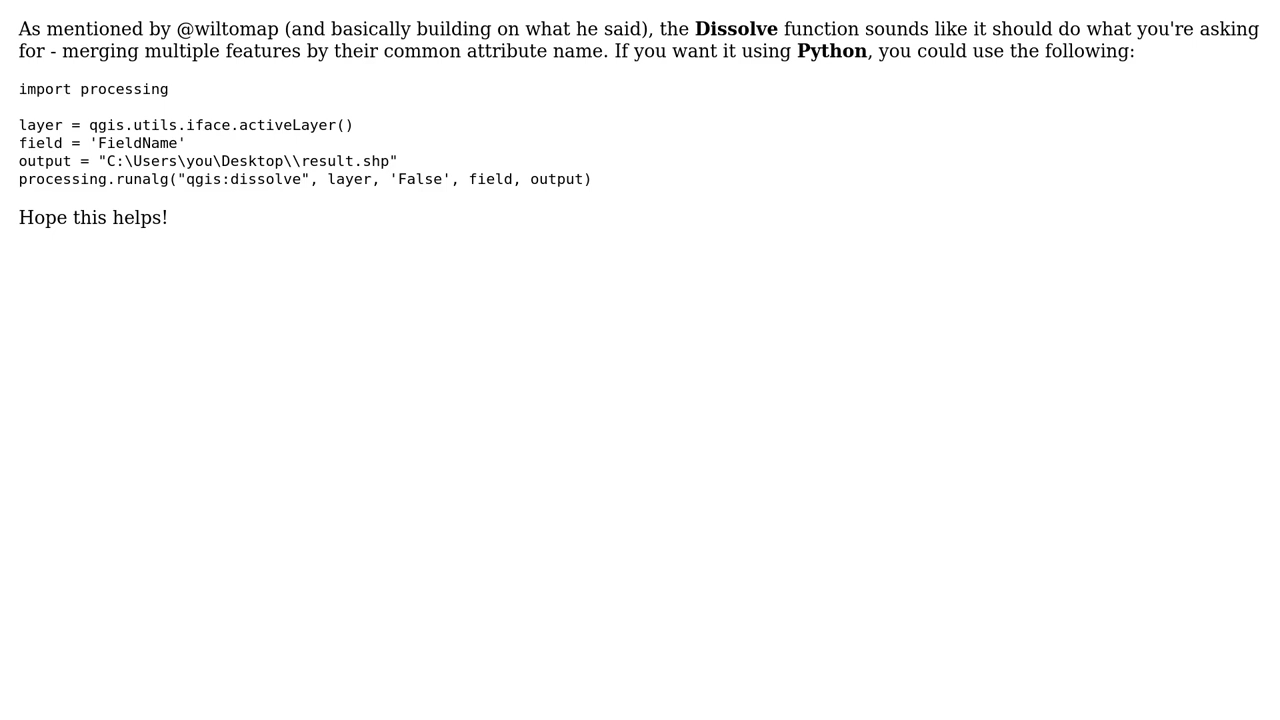 As mentioned by @wiltomap (and basically building on what he said), the Dissolve function sounds like it should do what you're asking
for - merging multiple features by their common attribute name. If you want it using Python, you could use the following:
import processing
layer = qgis.utils.iface.activeLayer()
field = 'FieldName'
output = "C:\Users\you\Desktop\\result.shp"
processing.runalg("qgis:dissolve", layer, 'False', field, output)
Hope this helps!